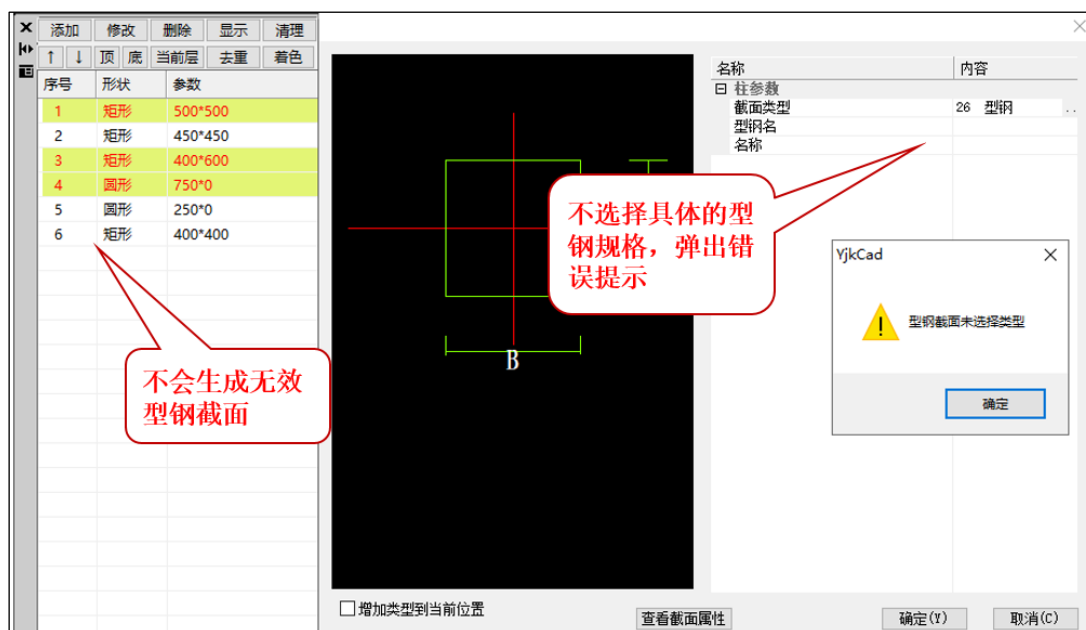 添加 修改 删除 显示 清理
↑ ↓ 顶 底 当前层 去重 着色
序号 形状 参数
1 矩形 500*500
2 矩形 450*450
3 矩形 400*600
4 圆形 750*0
5 圆形 250*0
6 矩形 400*400
不会生成无效
型钢截面
B
名称 内容
柱参数
截面类型 26 型钢 ..
型钢名
名称
不选择具体的型
钢规格，弹出错
误提示
YjkCad
型钢截面未选择类型
确定
增加类型到当前位置
查看截面属性
确定(Y)
取消(C)